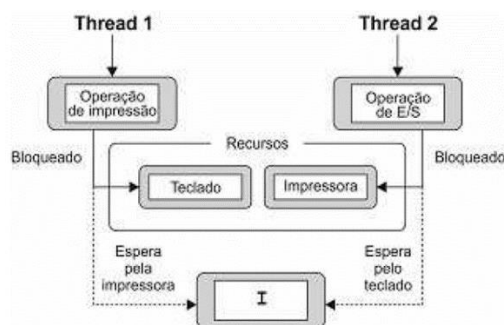 Thread 1
Thread 2
Operação
de impressão
Operação
de E/S
Bloqueado
Recursos
Bloqueado
Teclado
Impressora
Espera
pela
impressora
Espera
pelo
teclado
I